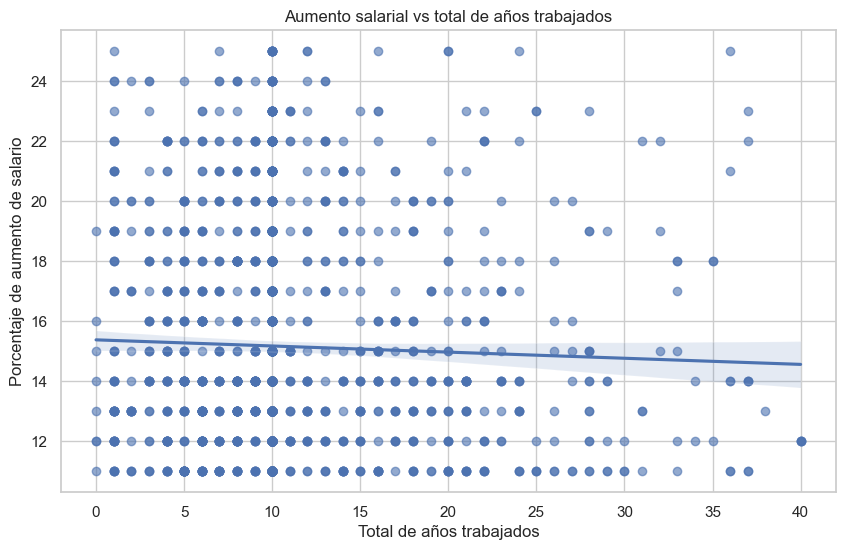 Aumento salarial vs total de años trabajados
Porcentaje de aumento de salario
24
22
20
18
16
14
12
0 5 10 15 20 25 30 35 40
Total de años trabajados